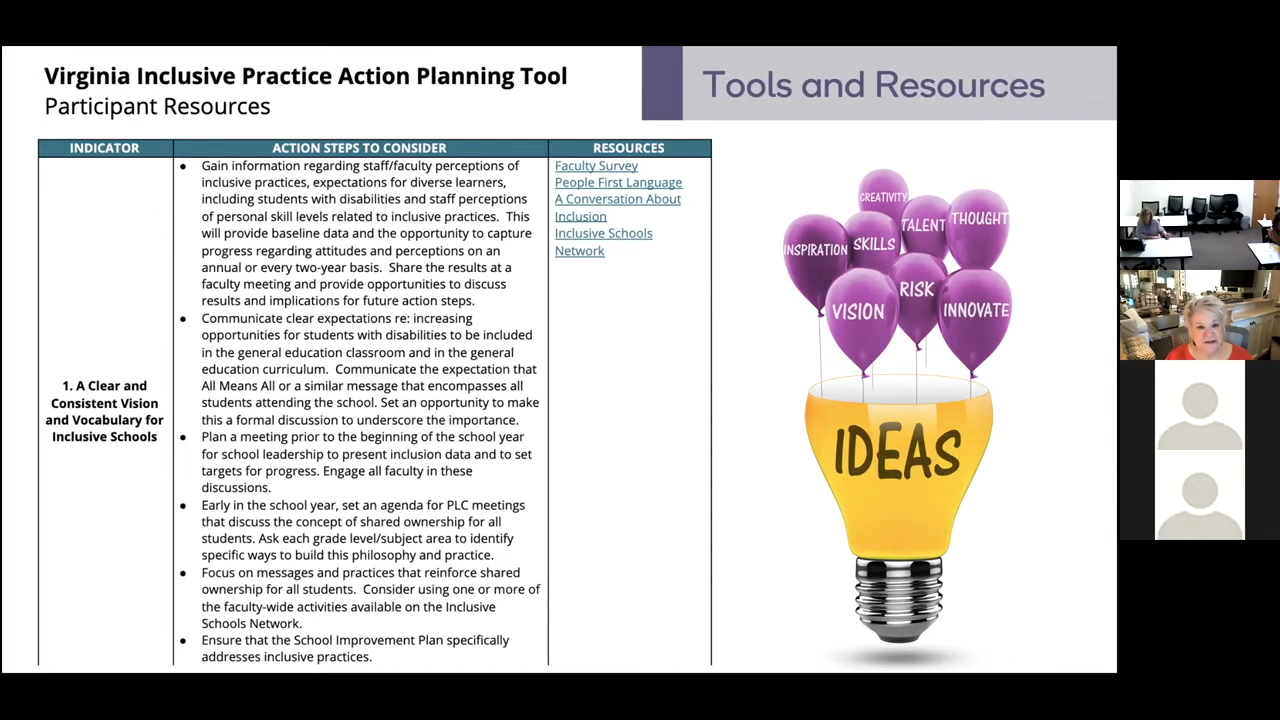 Virginia Inclusive Practice Action Planning Tool
Participant Resources
Tools and Resources
INDICATOR
ACTION STEPS TO CONSIDER
RESOURCES
1. A Clear and
Consistent Vision
and Vocabulary for
Inclusive Schools
● Gain information regarding staff/faculty perceptions of
inclusive practices, expectations for diverse learners,
including students with disabilities and staff perceptions
of personal skill levels related to inclusive practices.  This
will provide baseline data and the opportunity to capture
progress regarding attitudes and perceptions on an
annual or every two-year basis.  Share the results at a
faculty meeting and provide opportunities to discuss
results and implications for future action steps.
● Communicate clear expectations re: increasing
opportunities for students with disabilities to be included
in the general education classroom and in the general
education curriculum.  Communicate the expectation that
All Means All or a similar message that encompasses all
students attending the school. Set an opportunity to make
this a formal discussion to underscore the importance.
● Plan a meeting prior to the beginning of the school year
for school leadership to present inclusion data and to set
targets for progress. Engage all faculty in these
discussions.
● Early in the school year, set an agenda for PLC meetings
that discuss the concept of shared ownership for all
students. Ask each grade level/subject area to identify
specific ways to build this philosophy and practice.
● Focus on messages and practices that reinforce shared
ownership for all students.  Consider using one or more of
the faculty-wide activities available on the Inclusive
Schools Network.
● Ensure that the School Improvement Plan specifically
addresses inclusive practices.
Faculty Survey
People First Language
A Conversation About
Inclusion
Inclusive Schools
Network
CREATIVITY
TALENT
THOUGHT
INSPIRATION
SKILLS
RISK
VISION
INNOVATE
IDEAS